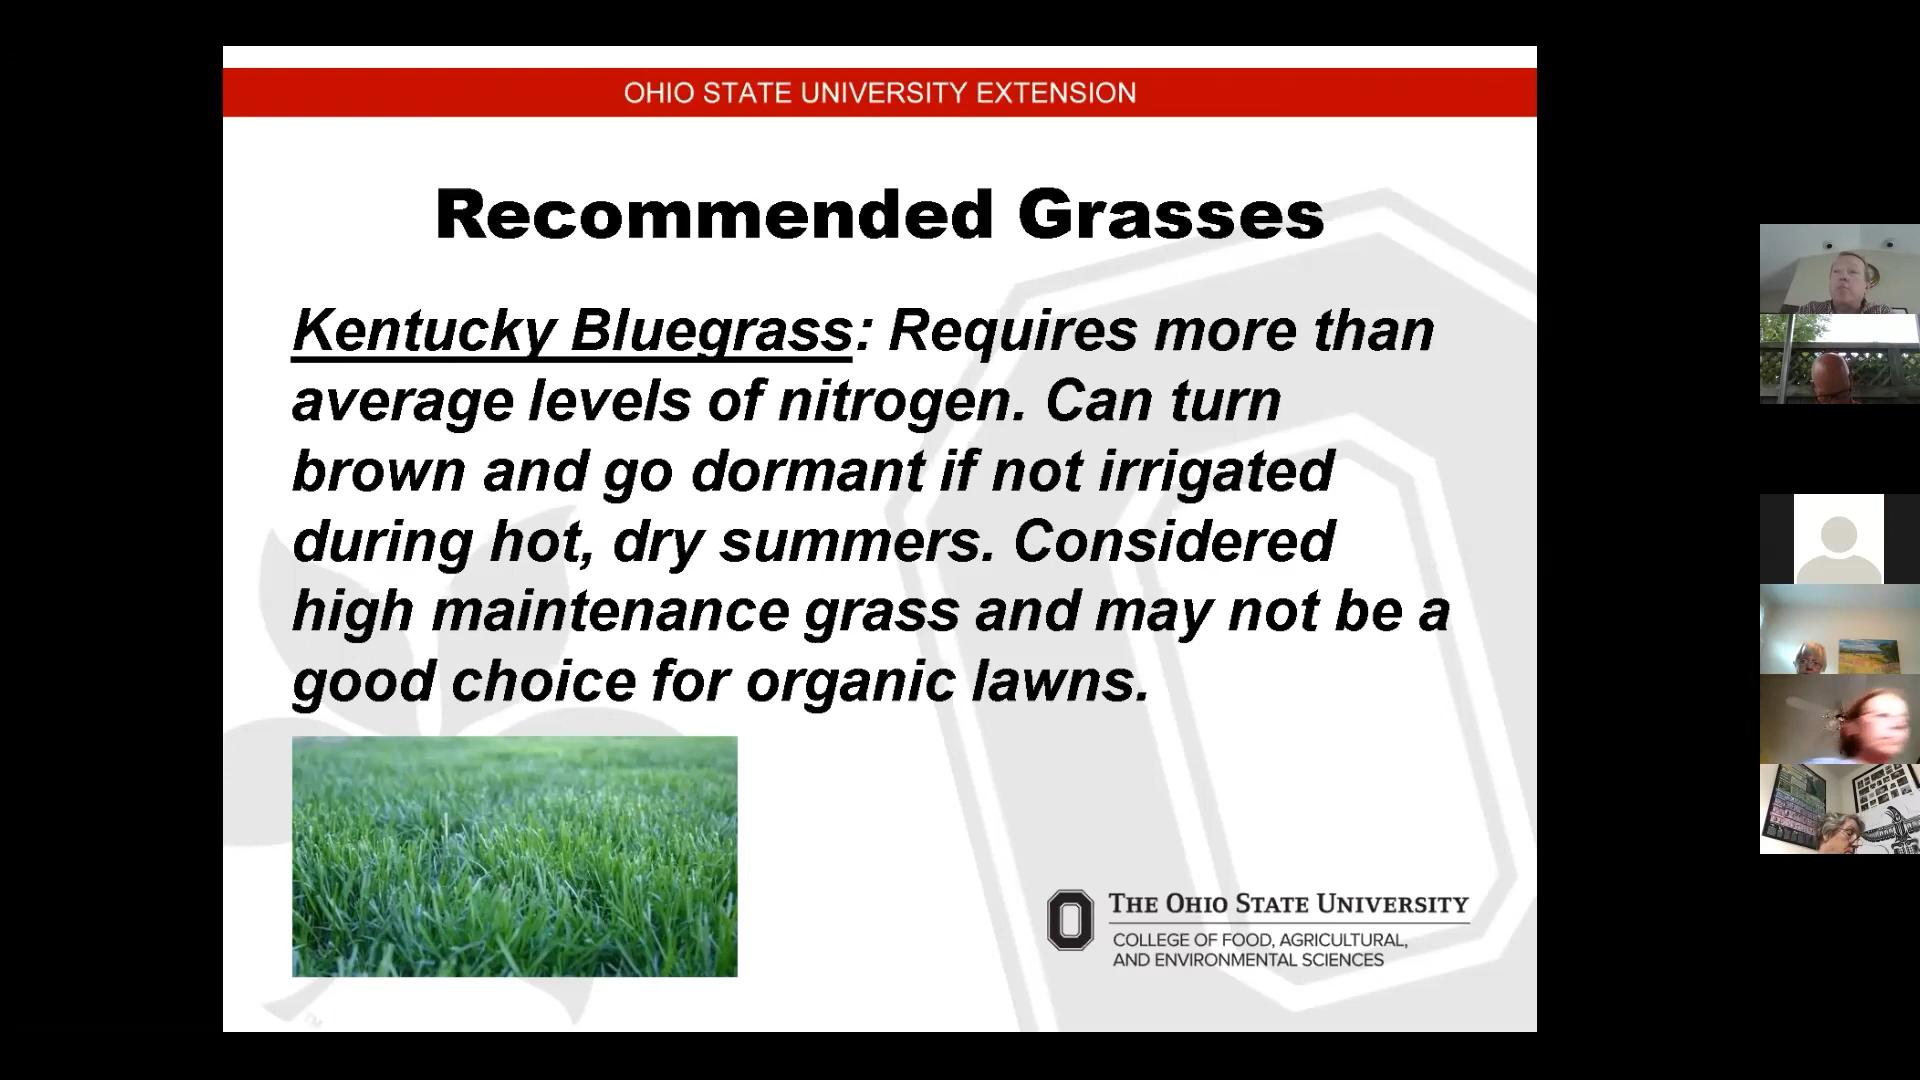 OHIO STATE UNIVERSITY EXTENSION
Recommended Grasses
Kentucky Bluegrass: Requires more than
average levels of nitrogen. Can turn
brown and go dormant if not irrigated
during hot, dry summers. Considered
high maintenance grass and may not be a
good choice for organic lawns.
THE OHIO STATE UNIVERSITY
COLLEGE OF FOOD, AGRICULTURAL,
AND ENVIRONMENTAL SCIENCES
TM